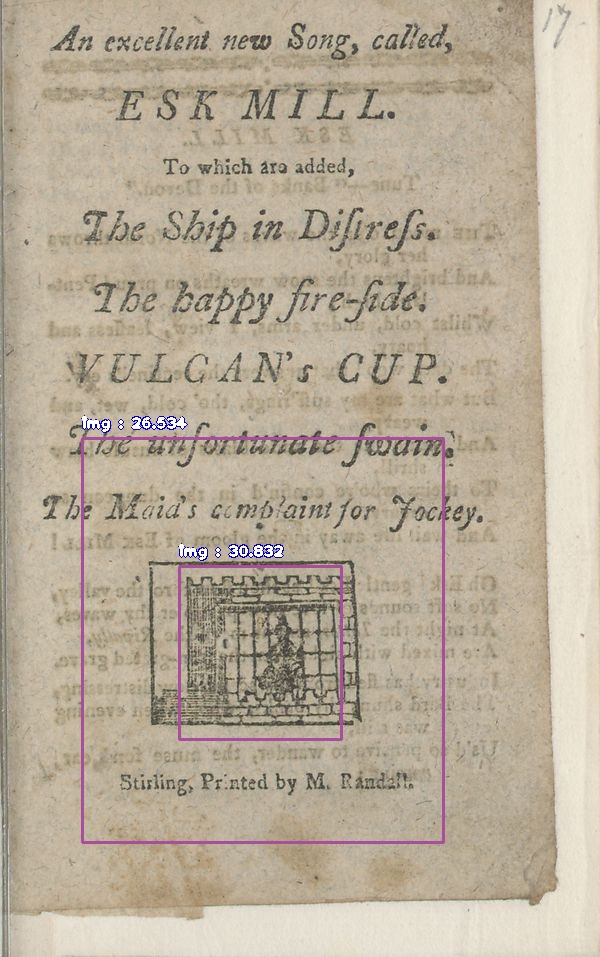 17.
An excellent new Song, called,
ESK MILL.
To which are added,
The Ship in Diſtreſs.
The happy fire-ſide.
VULCAN's CUP.
img : 26.534
The unfortunate ſwain.
The Maid's complaint for Jockey.
img : 30.832
Stirling, Printed by M. Randall.